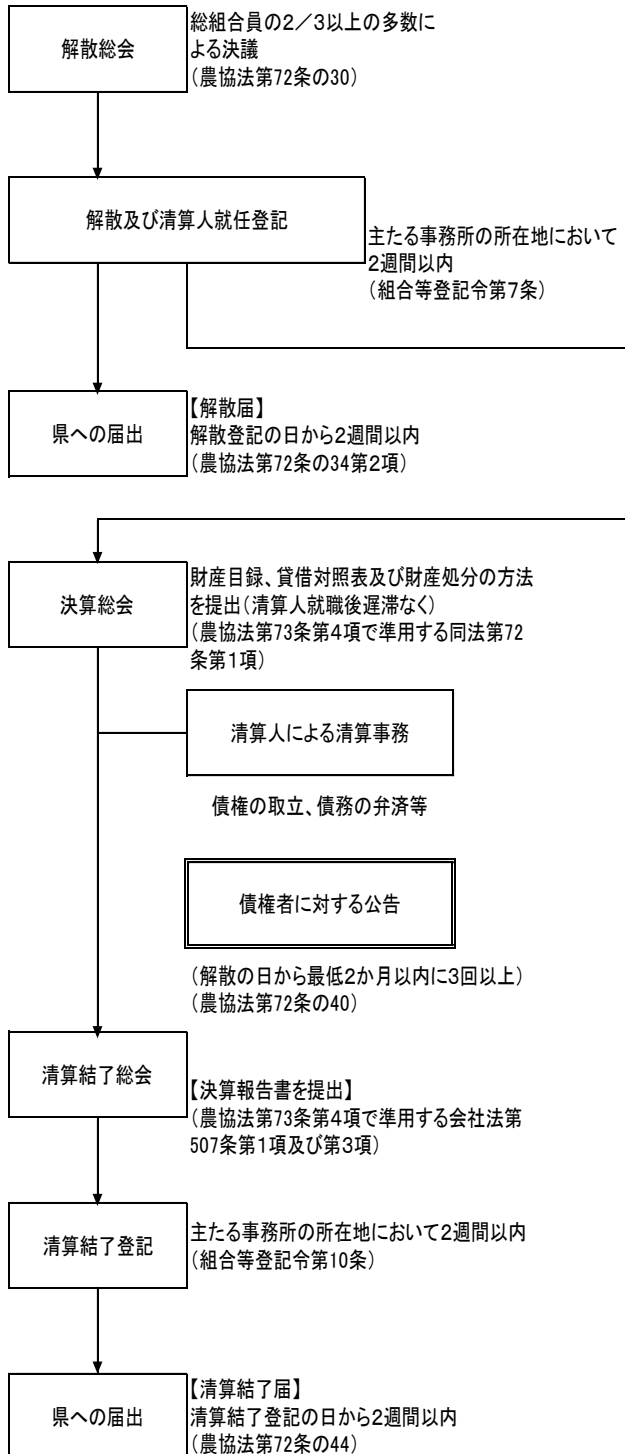 解散総会
総組合員の2／3以上の多数に
よる決議
(農協法第72条の30)
解散及び清算人就任登記
主たる事務所の所在地において
2週間以内
(組合等登記令第7条)
県への届出
【解散届】
解散登記の日から2週間以内
(農協法第72条の34第2項)
決算総会
財産目録、貸借対照表及び財産処分の方法
を提出(清算人就職後遅滞なく)
(農協法第73条第4項で準用する同法第72
条第1項)
清算人による清算事務
債権の取立、債務の弁済等
債権者に対する公告
(解散の日から最低2か月以内に3回以上)
(農協法第72条の40)
清算結了総会
【決算報告書を提出】
(農協法第73条第4項で準用する会社法第
507条第1項及び第3項)
清算結了登記
主たる事務所の所在地において2週間以内
(組合等登記令第10条)
県への届出
【清算結了届】
清算結了登記の日から2週間以内
(農協法第72条の44)